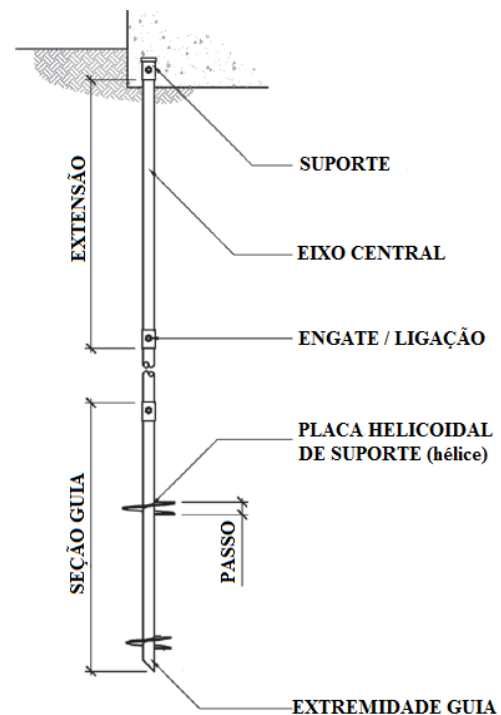 SUPORTE
EXTENSÃO
EIXO CENTRAL
ENGATE / LIGAÇÃO
PLACA HELICOIDAL
DE SUPORTE (hélice)
SEÇÃO GUIA
PASSO
EXTREMIDADE GUIA